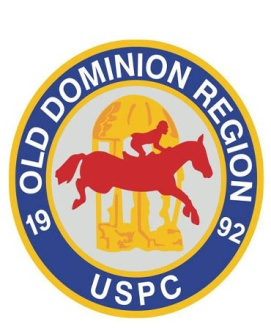 OLD DOMINION REGION
19 92
USPC